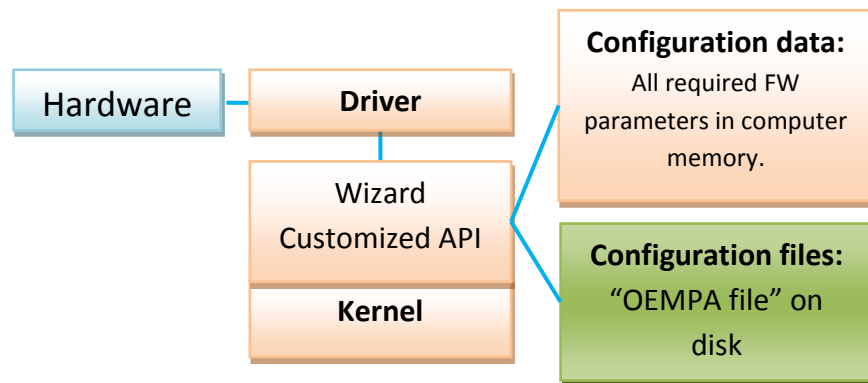 Hardware
Driver
Wizard
Customized API
Kernel
Configuration data:
All required FW
parameters in computer
memory.
Configuration files:
“OEMPA file” on
disk